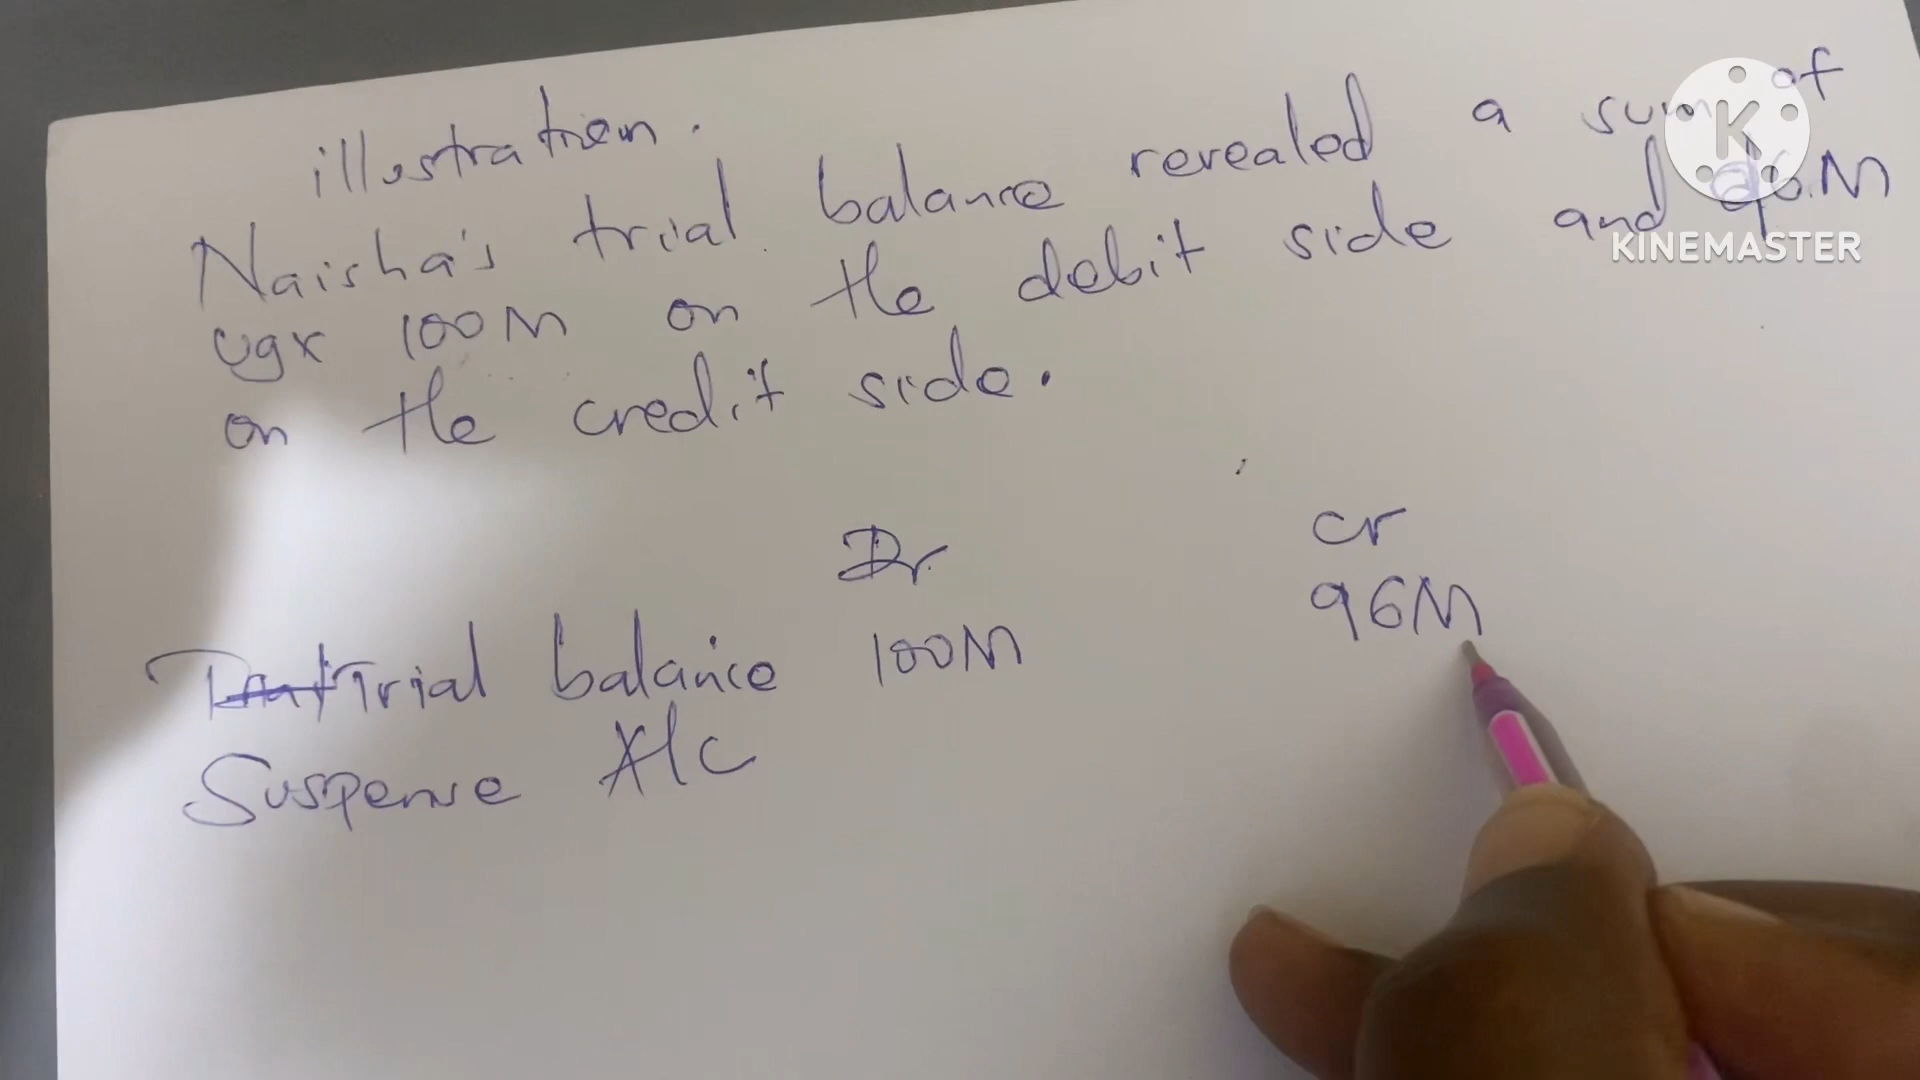 illustration.
Naisha's trial balance revealed a sum of
ugx 100M on the debit side and 96M
on the credit side.
K
KINEMASTER
Dr Cr
Trial balance 100M 96M
Suspense A/c